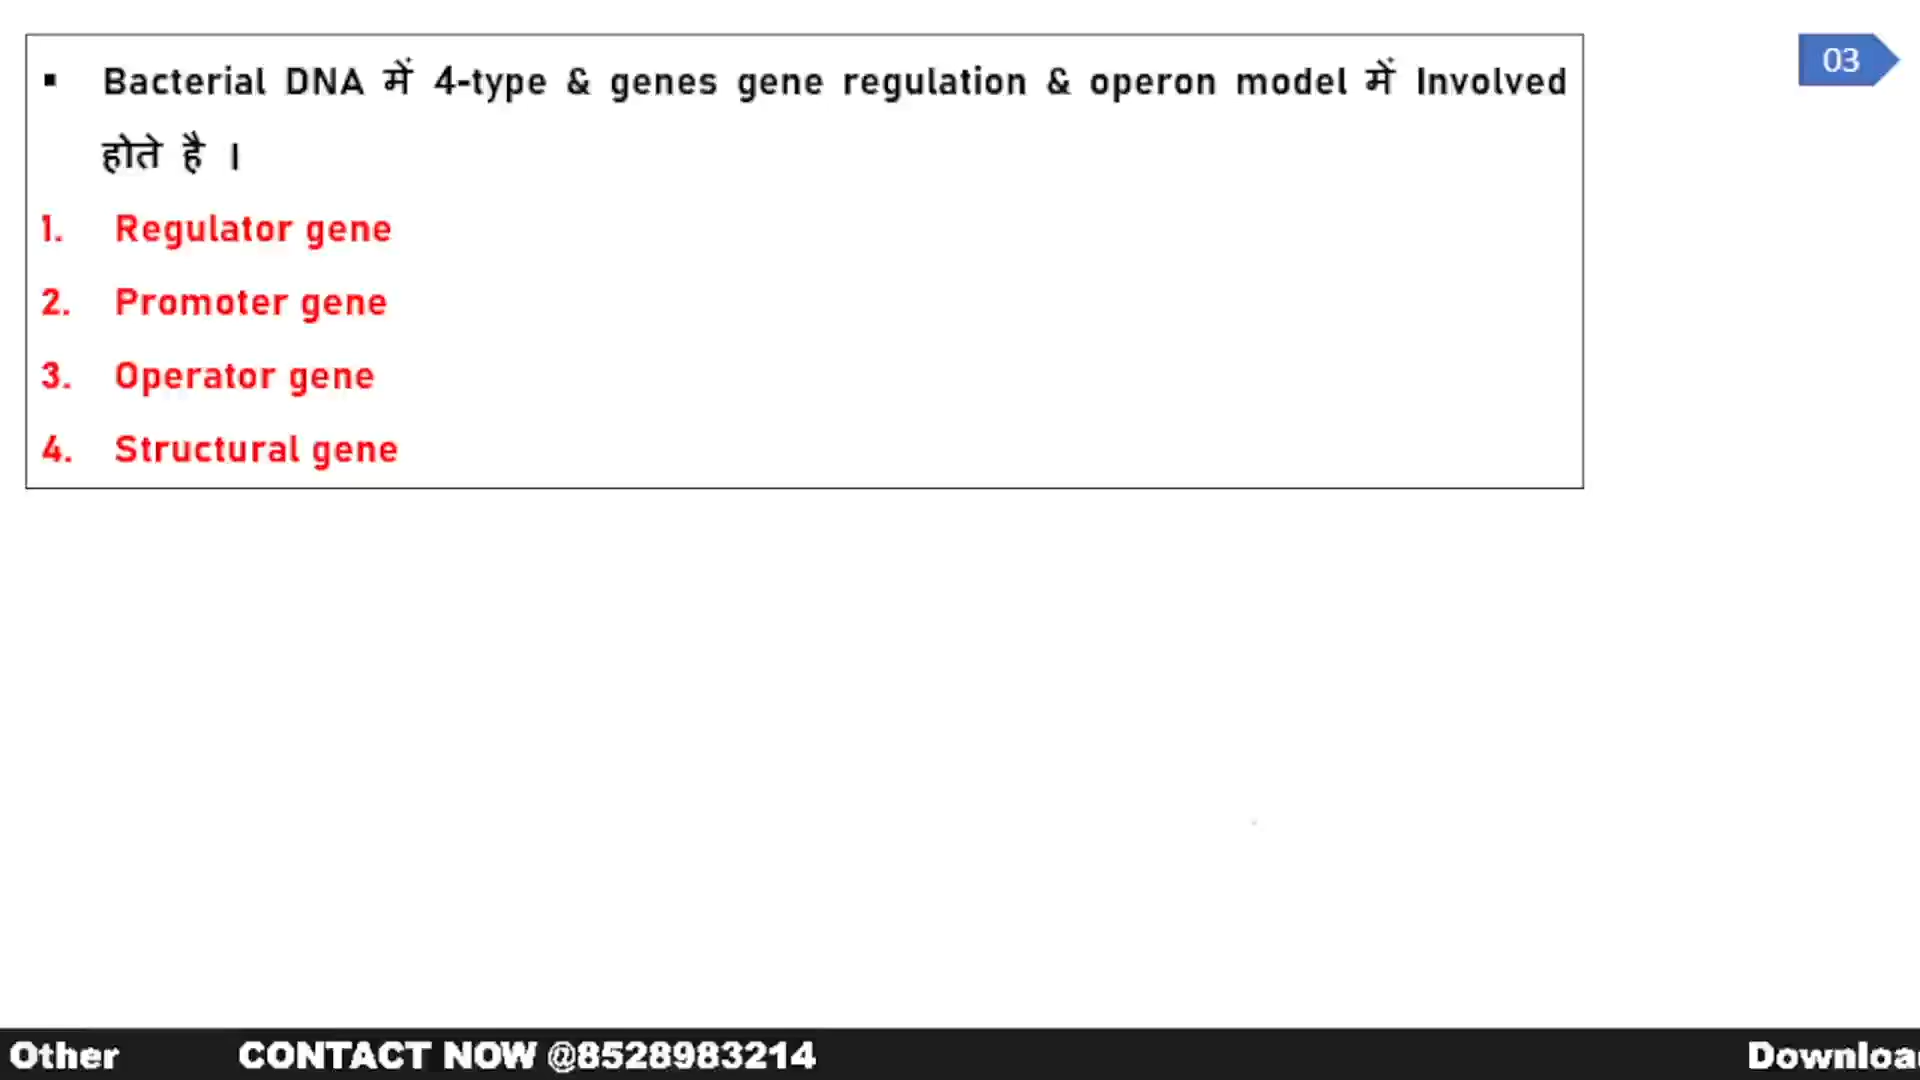 03
▪ Bacterial DNA में 4-type & genes gene regulation & operon model में Involved
होते है ।
1. Regulator gene
2. Promoter gene
3. Operator gene
4. Structural gene
Other CONTACT NOW @8528983214 Downloa